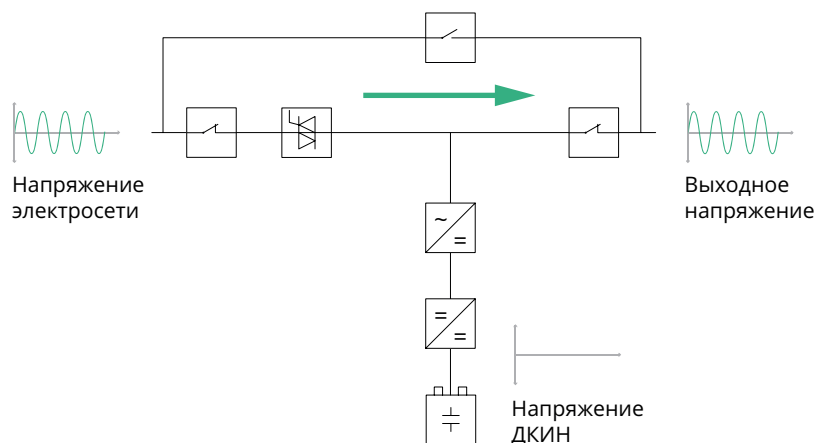 Напряжение
электросети
Выходное
напряжение
~
=
=
=
Напряжение
ДКИН